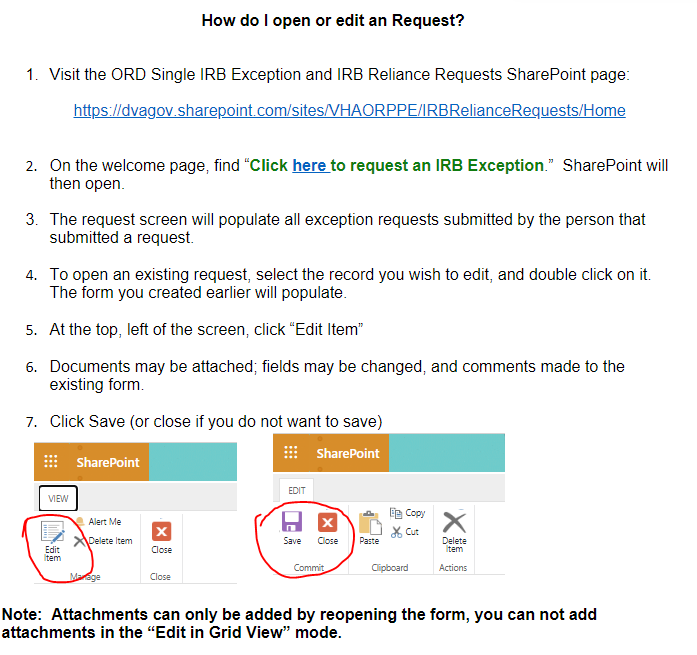 How do I open or edit an Request?
1. Visit the ORD Single IRB Exception and IRB Reliance Requests SharePoint page:
https://dvagov.sharepoint.com/sites/VHAORPPE/IRBRelianceRequests/Home
2. On the welcome page, find “Click here to request an IRB Exception.” SharePoint will
then open.
3. The request screen will populate all exception requests submitted by the person that
submitted a request.
4. To open an existing request, select the record you wish to edit, and double click on it.
The form you created earlier will populate.
5. At the top, left of the screen, click “Edit Item”
6. Documents may be attached; fields may be changed, and comments made to the
existing form.
7. Click Save (or close if you do not want to save)
SharePoint
VIEW
Edit
Item
Alert Me
Delete Item
Manage
Close
Close
SharePoint
EDIT
Save
Close
Commit
Paste
Copy
Cut
Clipboard
Delete
Item
Actions
Note: Attachments can only be added by reopening the form, you can not add
attachments in the “Edit in Grid View” mode.